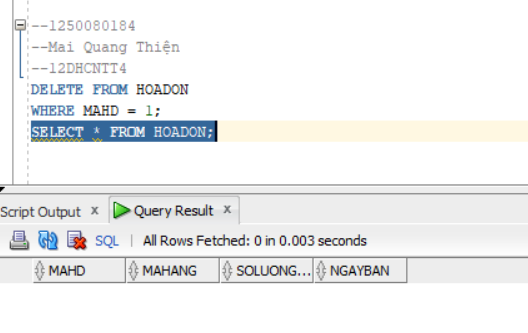 --1250080184
--Mai Quang Thiện
--12DHCNTT4
DELETE FROM HOADON
WHERE MAHD = 1;
SELECT * FROM HOADON;
Script Output x Query Result x
SQL | All Rows Fetched: 0 in 0.003 seconds
MAHD MAHANG SOLUONG... NGAYBAN